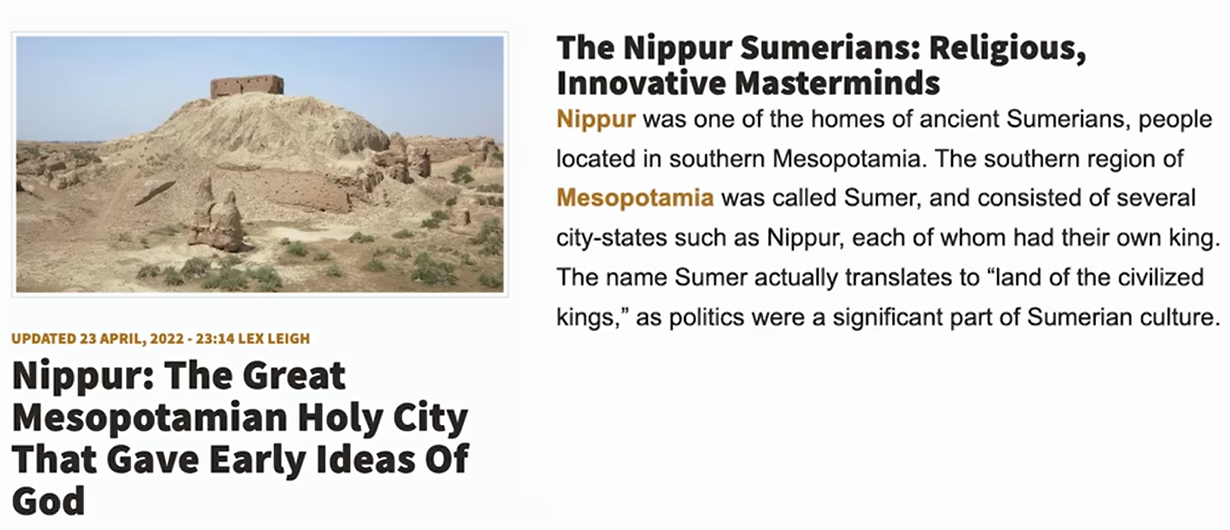 UPDATED 23 APRIL, 2022 - 23:14 LEX LEIGH
Nippur: The Great
Mesopotamian Holy City
That Gave Early Ideas Of
God
The Nippur Sumerians: Religious,
Innovative Masterminds
Nippur was one of the homes of ancient Sumerians, people
located in southern Mesopotamia. The southern region of
Mesopotamia was called Sumer, and consisted of several
city-states such as Nippur, each of whom had their own king.
The name Sumer actually translates to “land of the civilized
kings,” as politics were a significant part of Sumerian culture.